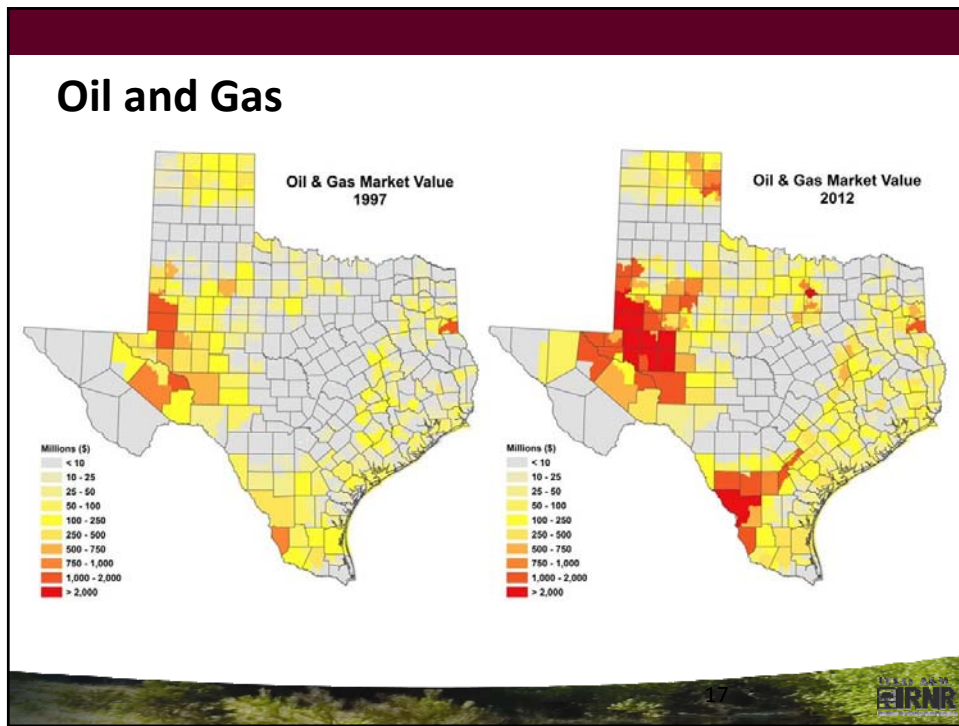 Oil and Gas
Oil & Gas Market Value
1997
Millions ($)
< 10
10 - 25
25 - 50
50 - 100
100 - 250
250 - 500
500 - 750
750 - 1,000
1,000 - 2,000
> 2,000
Oil & Gas Market Value
2012
Millions ($)
< 10
10 - 25
25 - 50
50 - 100
100 - 250
250 - 500
500 - 750
750 - 1,000
1,000 - 2,000
> 2,000
17
IRNR